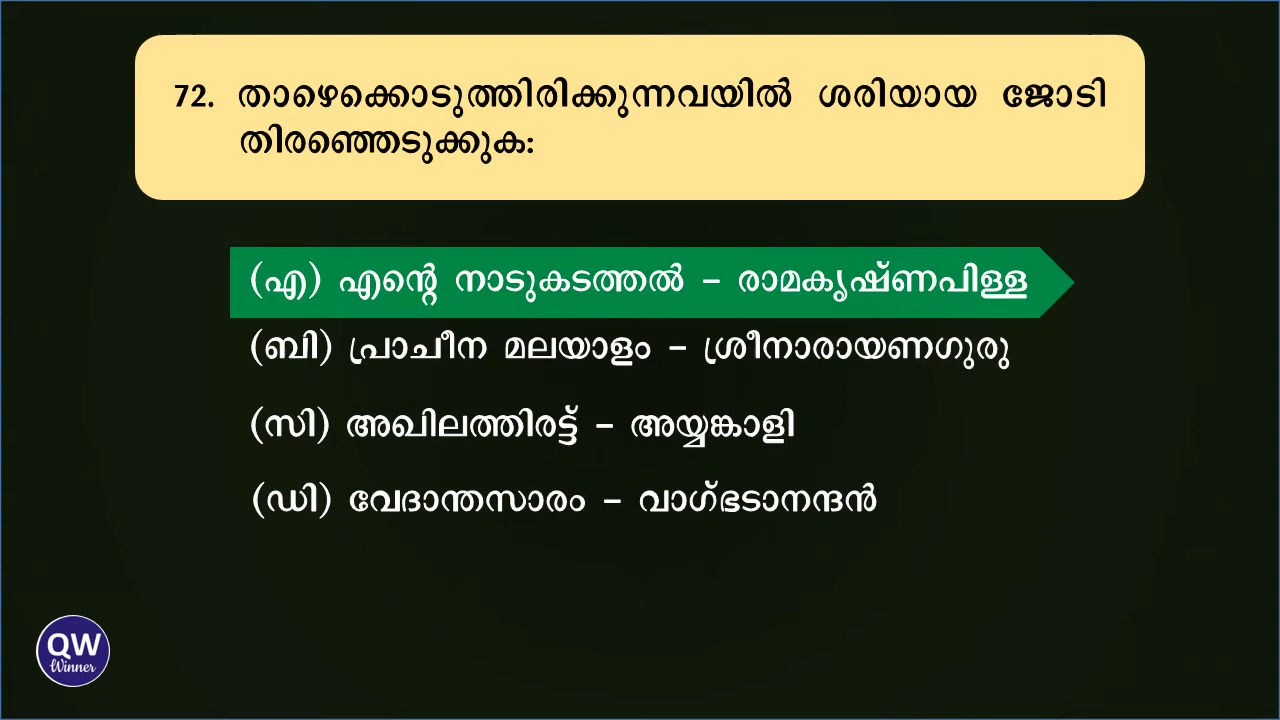 72. താഴെക്കൊടുത്തിരിക്കുന്നവയിൽ ശരിയായ ജോടി
തിരഞ്ഞെടുക്കുക:
(എ) എന്റെ നാടുകടത്തൽ – രാമകൃഷ്ണപിള്ള
(ബി) പ്രാചീന മലയാളം – ശ്രീനാരായണഗുരു
(സി) അഖിലത്തിരട്ട് – അയ്യങ്കാളി
(ഡി) വേദാന്തസാരം – വാഗ്ഭടാനന്ദൻ
QW
Winner